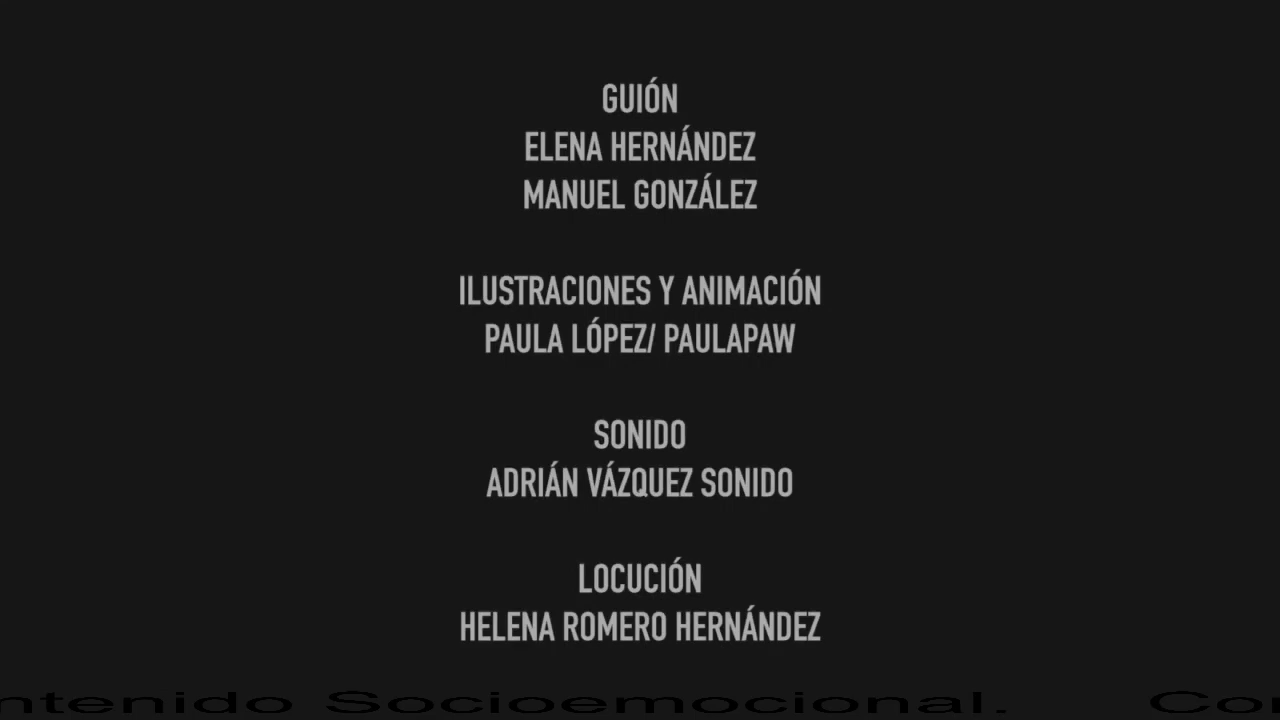 GUIÓN
ELENA HERNÁNDEZ
MANUEL GONZÁLEZ
ILUSTRACIONES Y ANIMACIÓN
PAULA LÓPEZ/ PAULAPAW
SONIDO
ADRIÁN VÁZQUEZ SONIDO
LOCUCIÓN
HELENA ROMERO HERNÁNDEZ
ntenido Socioemocional. Co